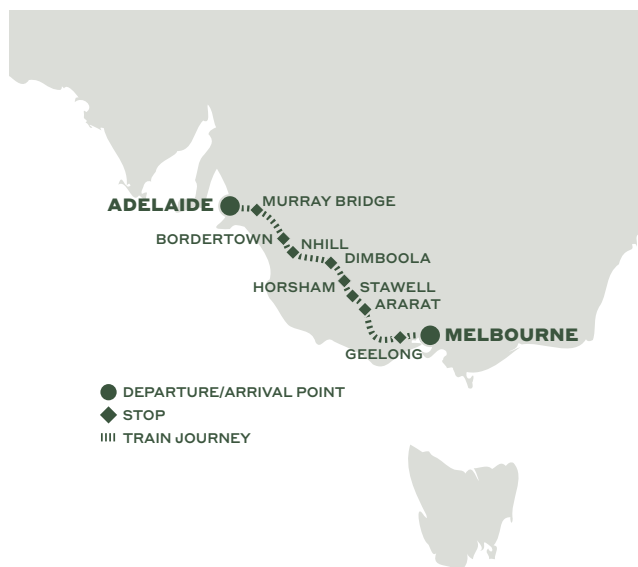 MURRAY BRIDGE
ADELAIDE
BORDERTOWN
NHILL
DIMBOOLA
HORSHAM
STAWELL
ARARAT
MELBOURNE
GEELONG
DEPARTURE/ARRIVAL POINT
STOP
TRAIN JOURNEY